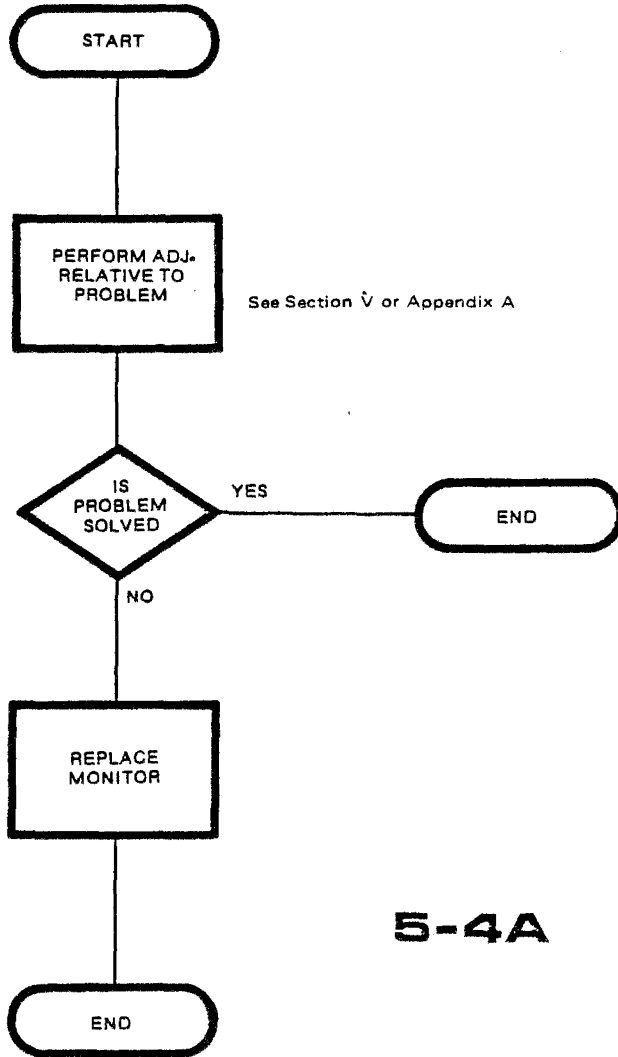 START
PERFORM ADJ.
RELATIVE TO
PROBLEM
See Section V or Appendix A
IS
PROBLEM
SOLVED
YES
END
NO
REPLACE
MONITOR
5-4A
END